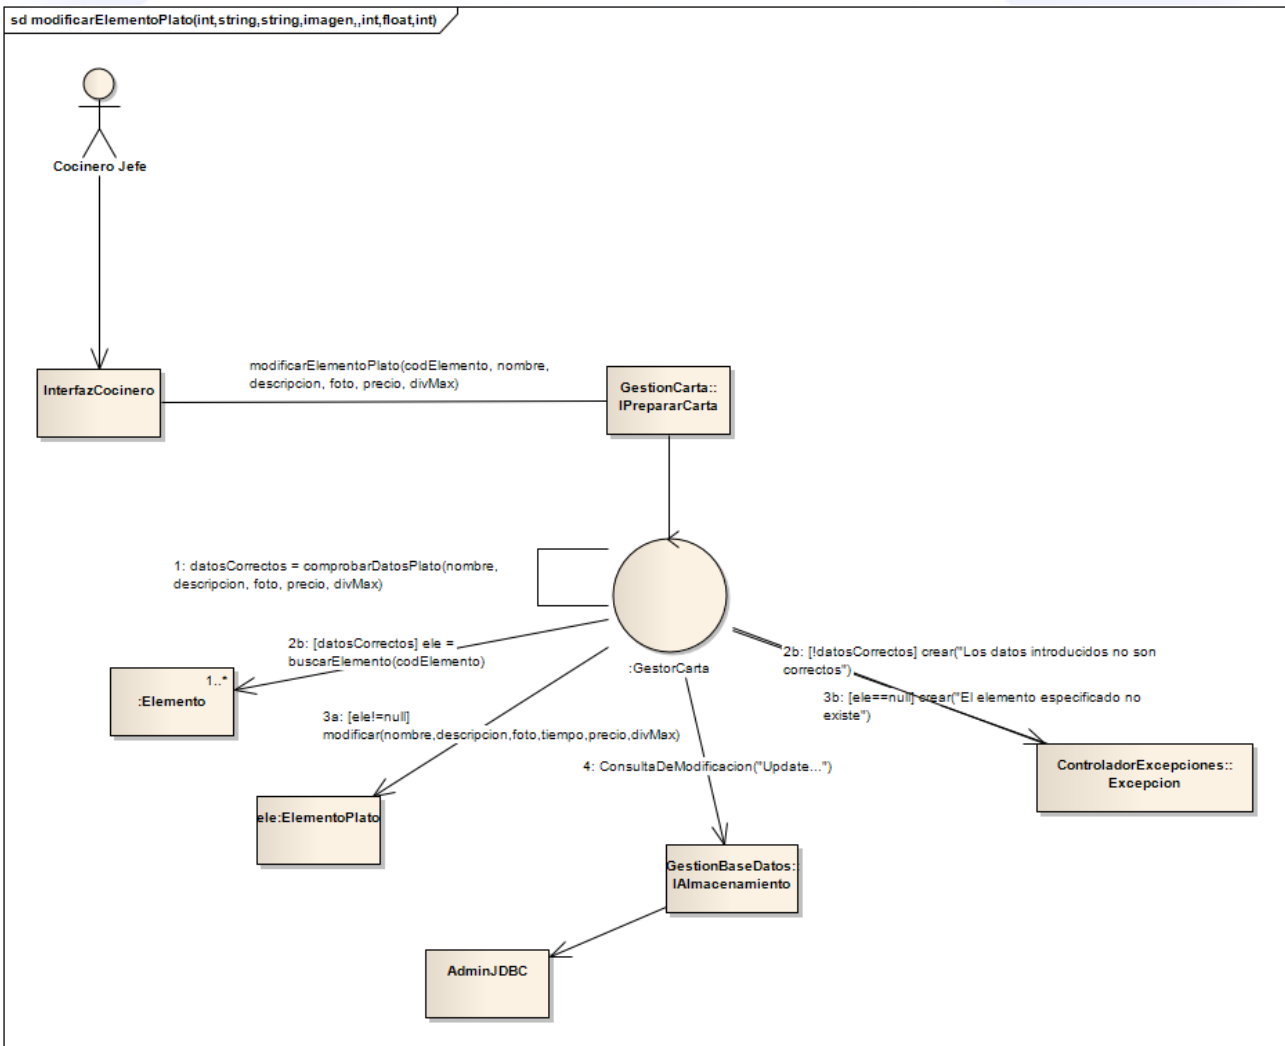 sd modificarElementoPlato(int,string,string,imagen,,int,float,int)
Cocinero Jefe
modificarElementoPlato(codElemento, nombre,
descripcion, foto, precio, divMax)
InterfazCocinero
GestionCarta::
IPrepararCarta
1: datosCorrectos = comprobarDatosPlato(nombre,
descripcion, foto, precio, divMax)
2b: [datosCorrectos] ele =
buscarElemento(codElemento)
:GestorCarta
2b: [!datosCorrectos] crear("Los datos introducidos no son
correctos")
1..*
:Elemento
3b: [ele==null] crear("El elemento especificado no
existe")
3a: [ele!=null]
modificar(nombre,descripcion,foto,tiempo,precio,divMax)
4: ConsultaDeModificacion("Update...")
ControladorExcepciones::
Excepcion
ele:ElementoPlato
GestionBaseDatos::
IAlmacenamiento
AdminJDBC